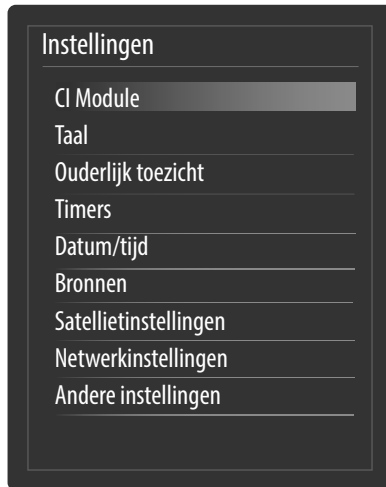 Instellingen
CI Module
Taal
Ouderlijk toezicht
Timers
Datum/tijd
Bronnen
Satellietinstellingen
Netwerkinstellingen
Andere instellingen